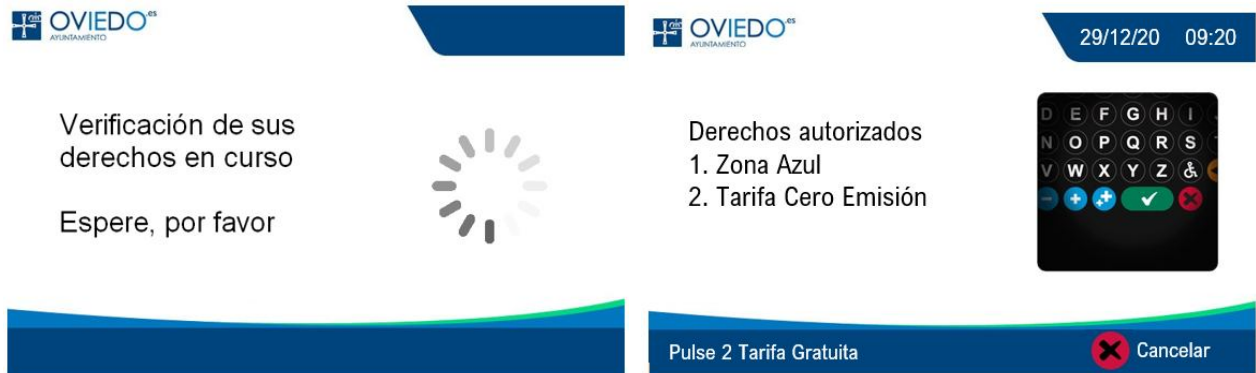 OVIEDO.es
AYUNTAMIENTO
Verificación de sus
derechos en curso
Espere, por favor
OVIEDO.es
AYUNTAMIENTO
29/12/20 09:20
Derechos autorizados
1. Zona Azul
2. Tarifa Cero Emisión
D E F G H I J
N O P Q R S
V W X Y Z
Pulse 2 Tarifa Gratuita
Cancelar